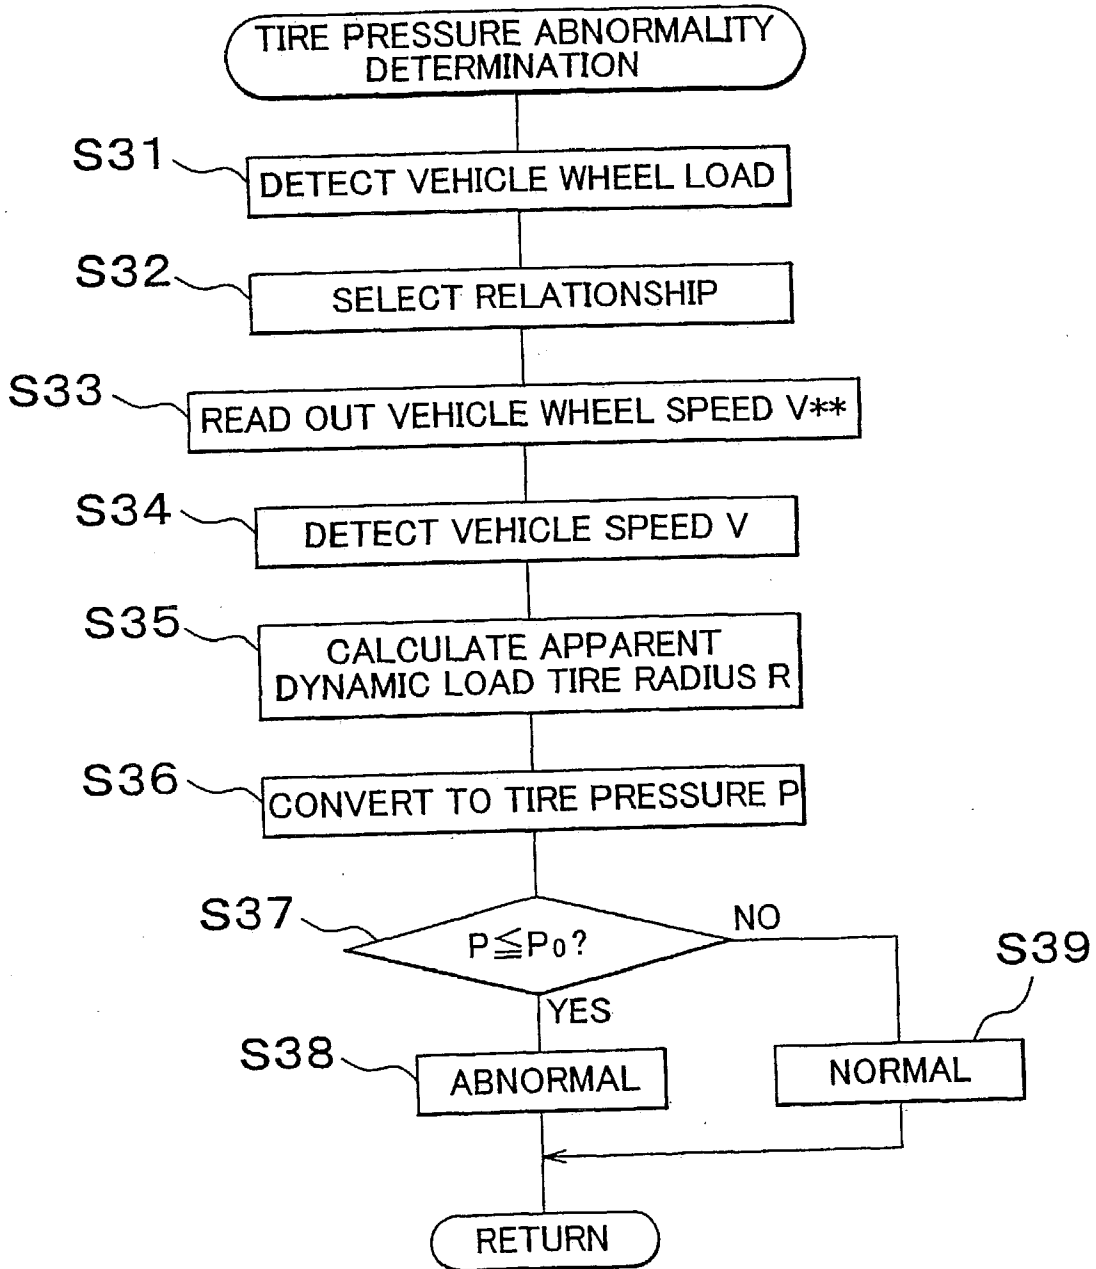 TIRE PRESSURE ABNORMALITY
DETERMINATION
S31
DETECT VEHICLE WHEEL LOAD
S32
SELECT RELATIONSHIP
S33
READ OUT VEHICLE WHEEL SPEED V**
S34
DETECT VEHICLE SPEED V
S35
CALCULATE APPARENT
DYNAMIC LOAD TIRE RADIUS R
S36
CONVERT TO TIRE PRESSURE P
S37
P≦P0?
NO
YES
S38
ABNORMAL
S39
NORMAL
RETURN